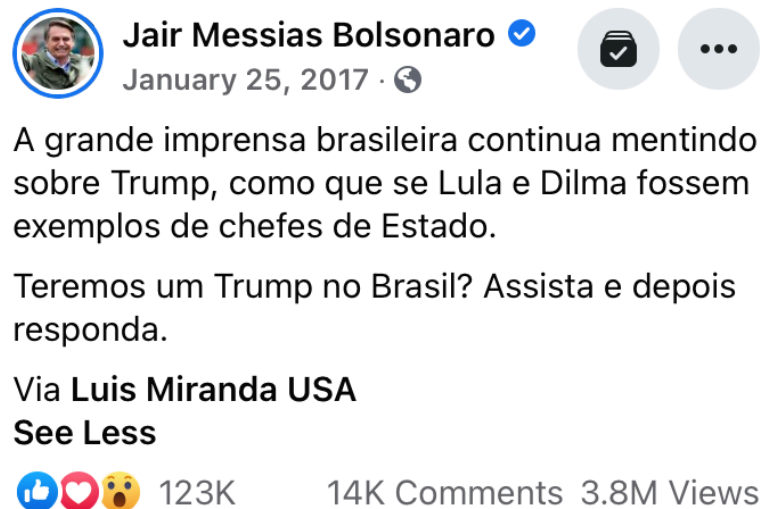 Jair Messias Bolsonaro
January 25, 2017 ·
A grande imprensa brasileira continua mentindo
sobre Trump, como que se Lula e Dilma fossem
exemplos de chefes de Estado.
Teremos um Trump no Brasil? Assista e depois
responda.
Via Luis Miranda USA
See Less
123K 14K Comments 3.8M Views